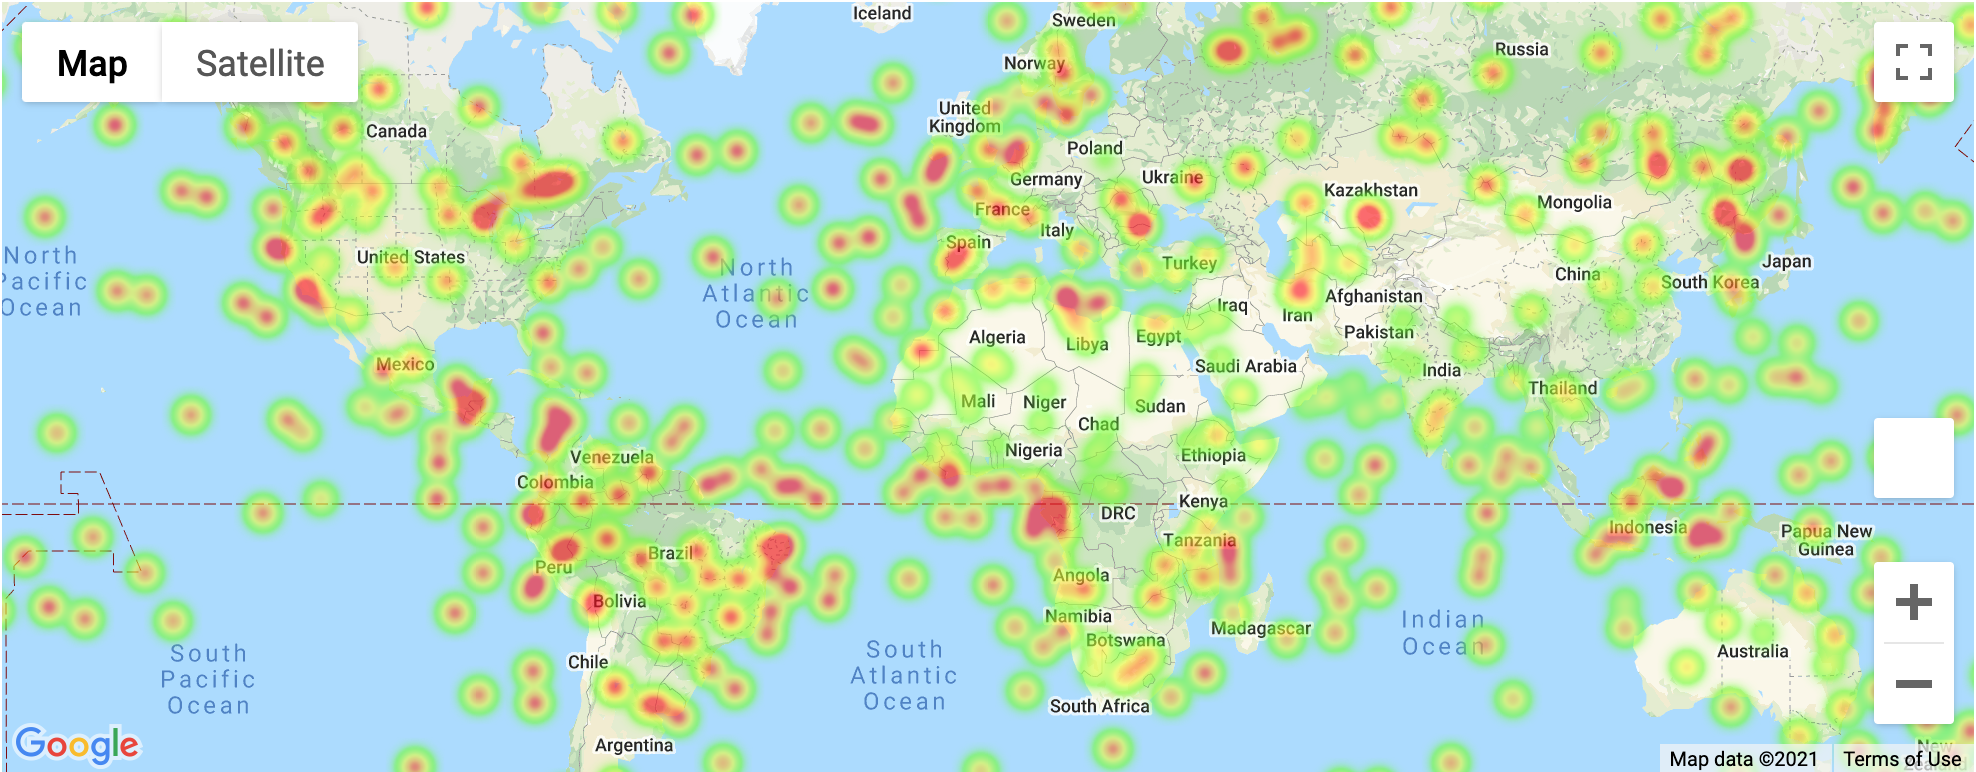 Iceland
Sweden
Map
Satellite
Norway
Russia
United
Kingdom
Canada
Poland
Germany
Ukraine
Kazakhstan
Mongolia
France
Italy
Spain
North
Pacific
Ocean
United States
Turkey
Japan
North
Atlantic
Ocean
China
South Korea
Iraq
Iran
Afghanistan
Algeria
Libya
Egypt
Pakistan
Mexico
Saudi Arabia
India
Thailand
Mali
Niger
Sudan
Chad
Nigeria
Ethiopia
Venezuela
Colombia
Kenya
DRC
Indonesia
Papua New
Guinea
Tanzania
Brazil
Peru
Angola
Bolivia
Namibia
Madagascar
Botswana
Indian
Ocean
Australia
South
Pacific
Ocean
Chile
South
Atlantic
Ocean
South Africa
Argentina
Google
New
Map data ©2021
Terms of Use